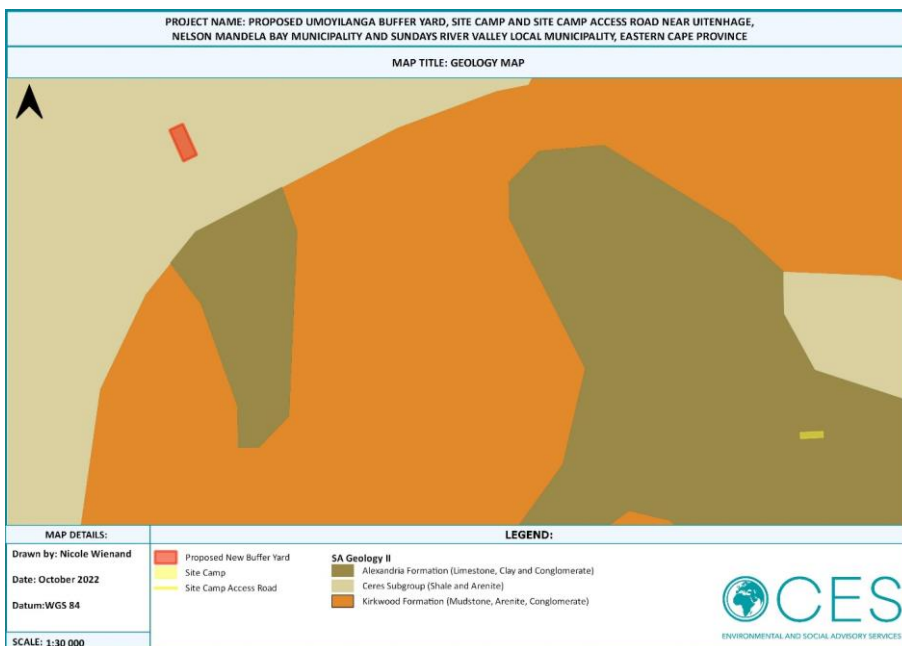 PROJECT NAME: PROPOSED UMOYILANGA BUFFER YARD, SITE CAMP AND SITE CAMP ACCESS ROAD NEAR UITENHAGE,
NELSON MANDELA BAY MUNICIPALITY AND SUNDAYS RIVER VALLEY LOCAL MUNICIPALITY, EASTERN CAPE PROVINCE
MAP TITLE: GEOLOGY MAP
MAP DETAILS:
Drawn by: Nicole Wienand
Date: October 2022
Datum:WGS 84
SCALE: 1:30 000
LEGEND:
Proposed New Buffer Yard
Site Camp
Site Camp Access Road
SA Geology II
Alexandria Formation (Limestone, Clay and Conglomerate)
Ceres Subgroup (Shale and Arenite)
Kirkwood Formation (Mudstone, Arenite, Conglomerate)
CES
ENVIRONMENTAL AND SOCIAL ADVISORY SERVICES